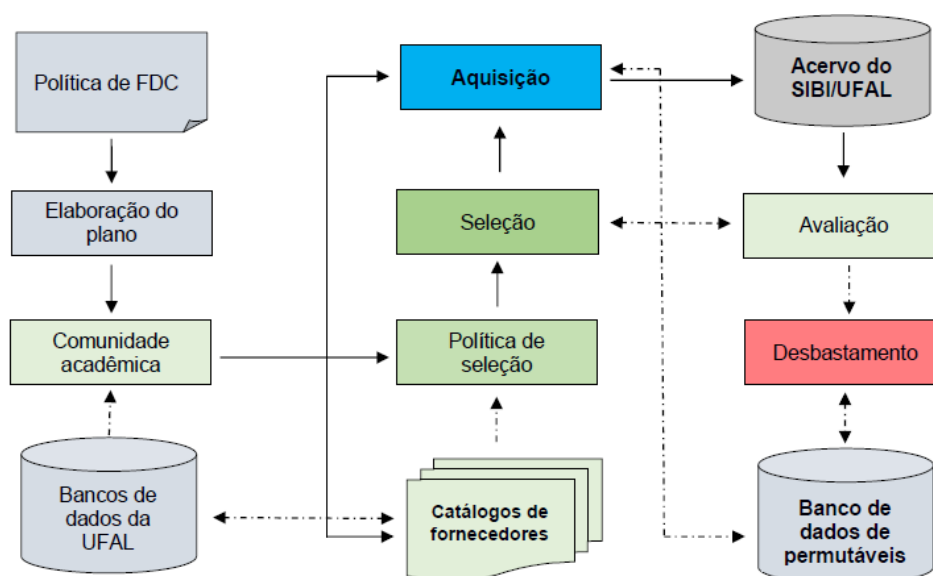 Política de FDC
Elaboração do
plano
Comunidade
acadêmica
Bancos de
dados da
UFAL
Aquisição
Seleção
Política de
seleção
Catálogos de
fornecedores
Acervo do
SIBI/UFAL
Avaliação
Desbastamento
Banco de
dados de
permutáveis